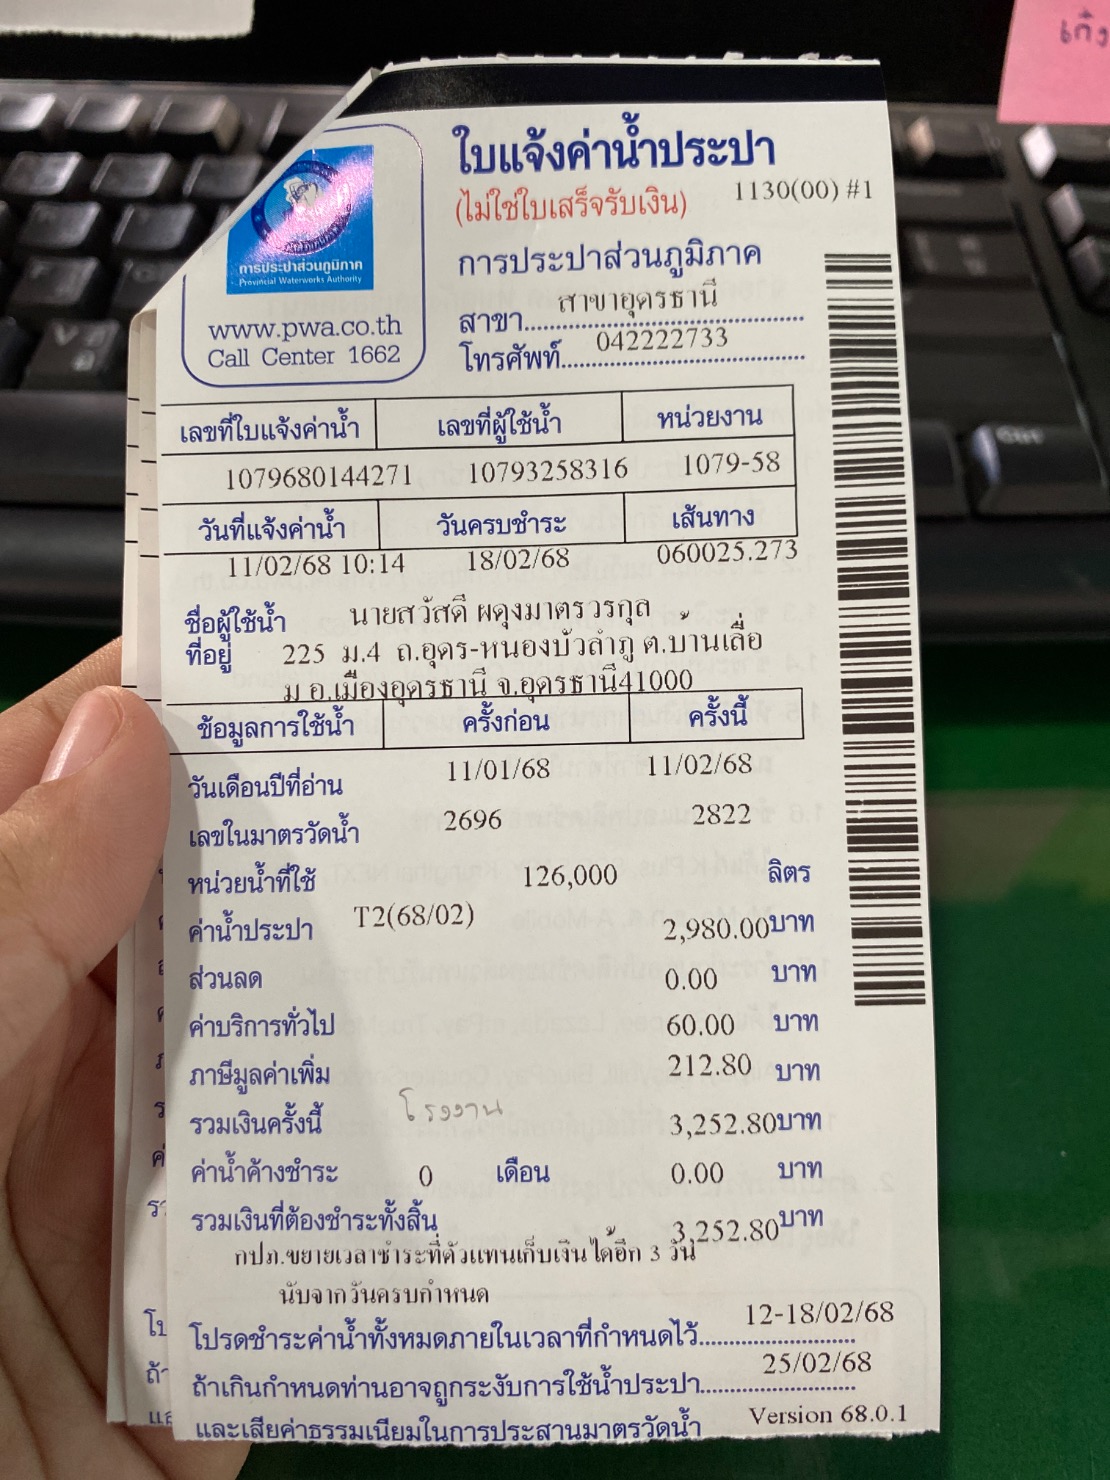 ใบแจ้งค่าน้ำประปา
(ไม่ใช่ใบเสร็จรับเงิน) 1130(00) #1
การประปาส่วนภูมิภาค
Provincial Waterworks Authority
www.pwa.co.th
Call Center 1662
การประปาส่วนภูมิภาค
สาขา สาขาอุดรธานี
โทรศัพท์ 042222733
เลขที่ใบแจ้งค่าน้ำ เลขที่ผู้ใช้น้ำ หน่วยงาน
1079680144271 10793258316 1079-58
วันที่แจ้งค่าน้ำ วันครบชำระ เส้นทาง
11/02/68 10:14 18/02/68 060025.273
ชื่อผู้ใช้น้ำ นายสวัสดี ผดุงมาตรวรกุล
ที่อยู่ 225 ม.4 ถ.อุดร-หนองบัวลำภู ต.บ้านเลื่อ
ม อ.เมืองอุดรธานี จ.อุดรธานี41000
ข้อมูลการใช้น้ำ ครั้งก่อน ครั้งนี้
วันเดือนปีที่อ่าน 11/01/68 11/02/68
เลขในมาตรวัดน้ำ 2696 2822
หน่วยน้ำที่ใช้ 126,000 ลิตร
ค่าน้ำประปา T2(68/02) 2,980.00 บาท
ส่วนลด 0.00 บาท
ค่าบริการทั่วไป 60.00 บาท
ภาษีมูลค่าเพิ่ม 212.80 บาท
โรงงาน
รวมเงินครั้งนี้ 3,252.80 บาท
ค่าน้ำค้างชำระ 0 เดือน 0.00 บาท
รวมเงินที่ต้องชำระทั้งสิ้น 3,252.80 บาท
กปภ.ขยายเวลาชำระที่ตัวแทนเก็บเงินได้อีก 3 วัน
นับจากวันครบกำหนด
โปรดชำระค่าน้ำทั้งหมดภายในเวลาที่กำหนดไว้ 12-18/02/68
ถ้าเกินกำหนดท่านอาจถูกระงับการใช้น้ำประปา 25/02/68
และเสียค่าธรรมเนียมในการประสานมาตรวัดน้ำ Version 68.0.1